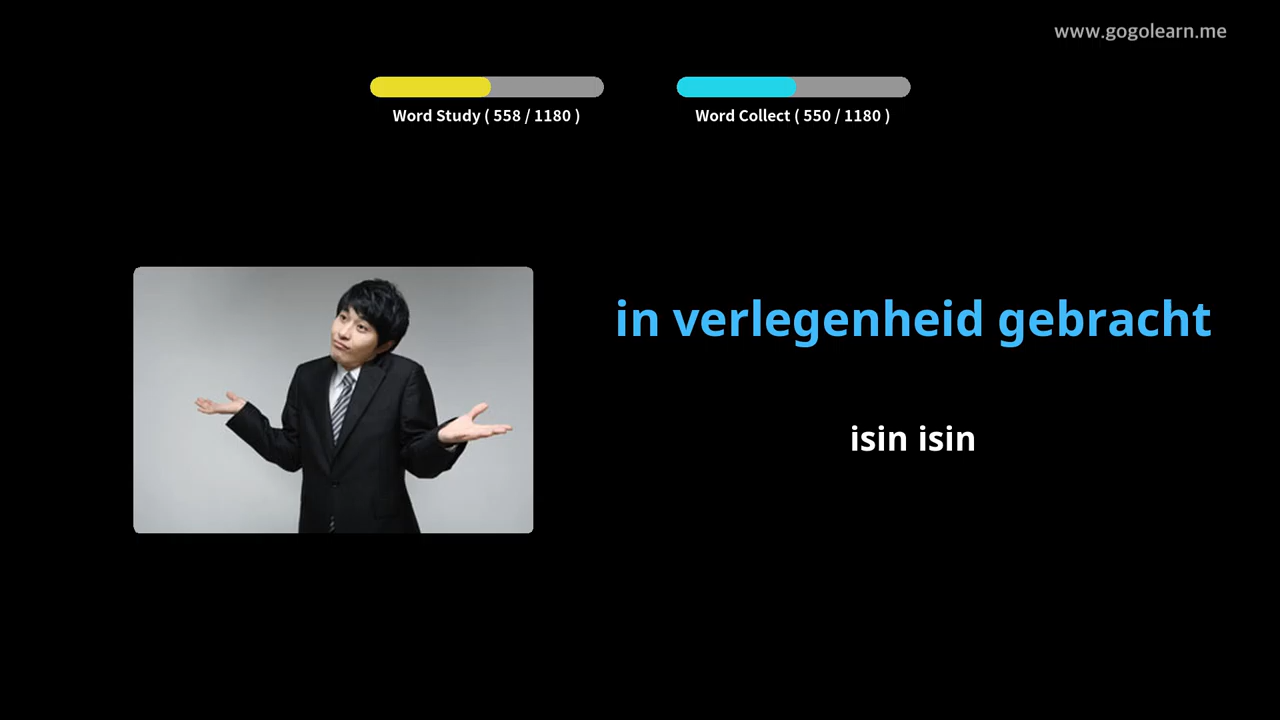 www.gogolearn.me
Word Study ( 558 / 1180 )
Word Collect ( 550 / 1180 )
in verlegenheid gebracht
isin isin